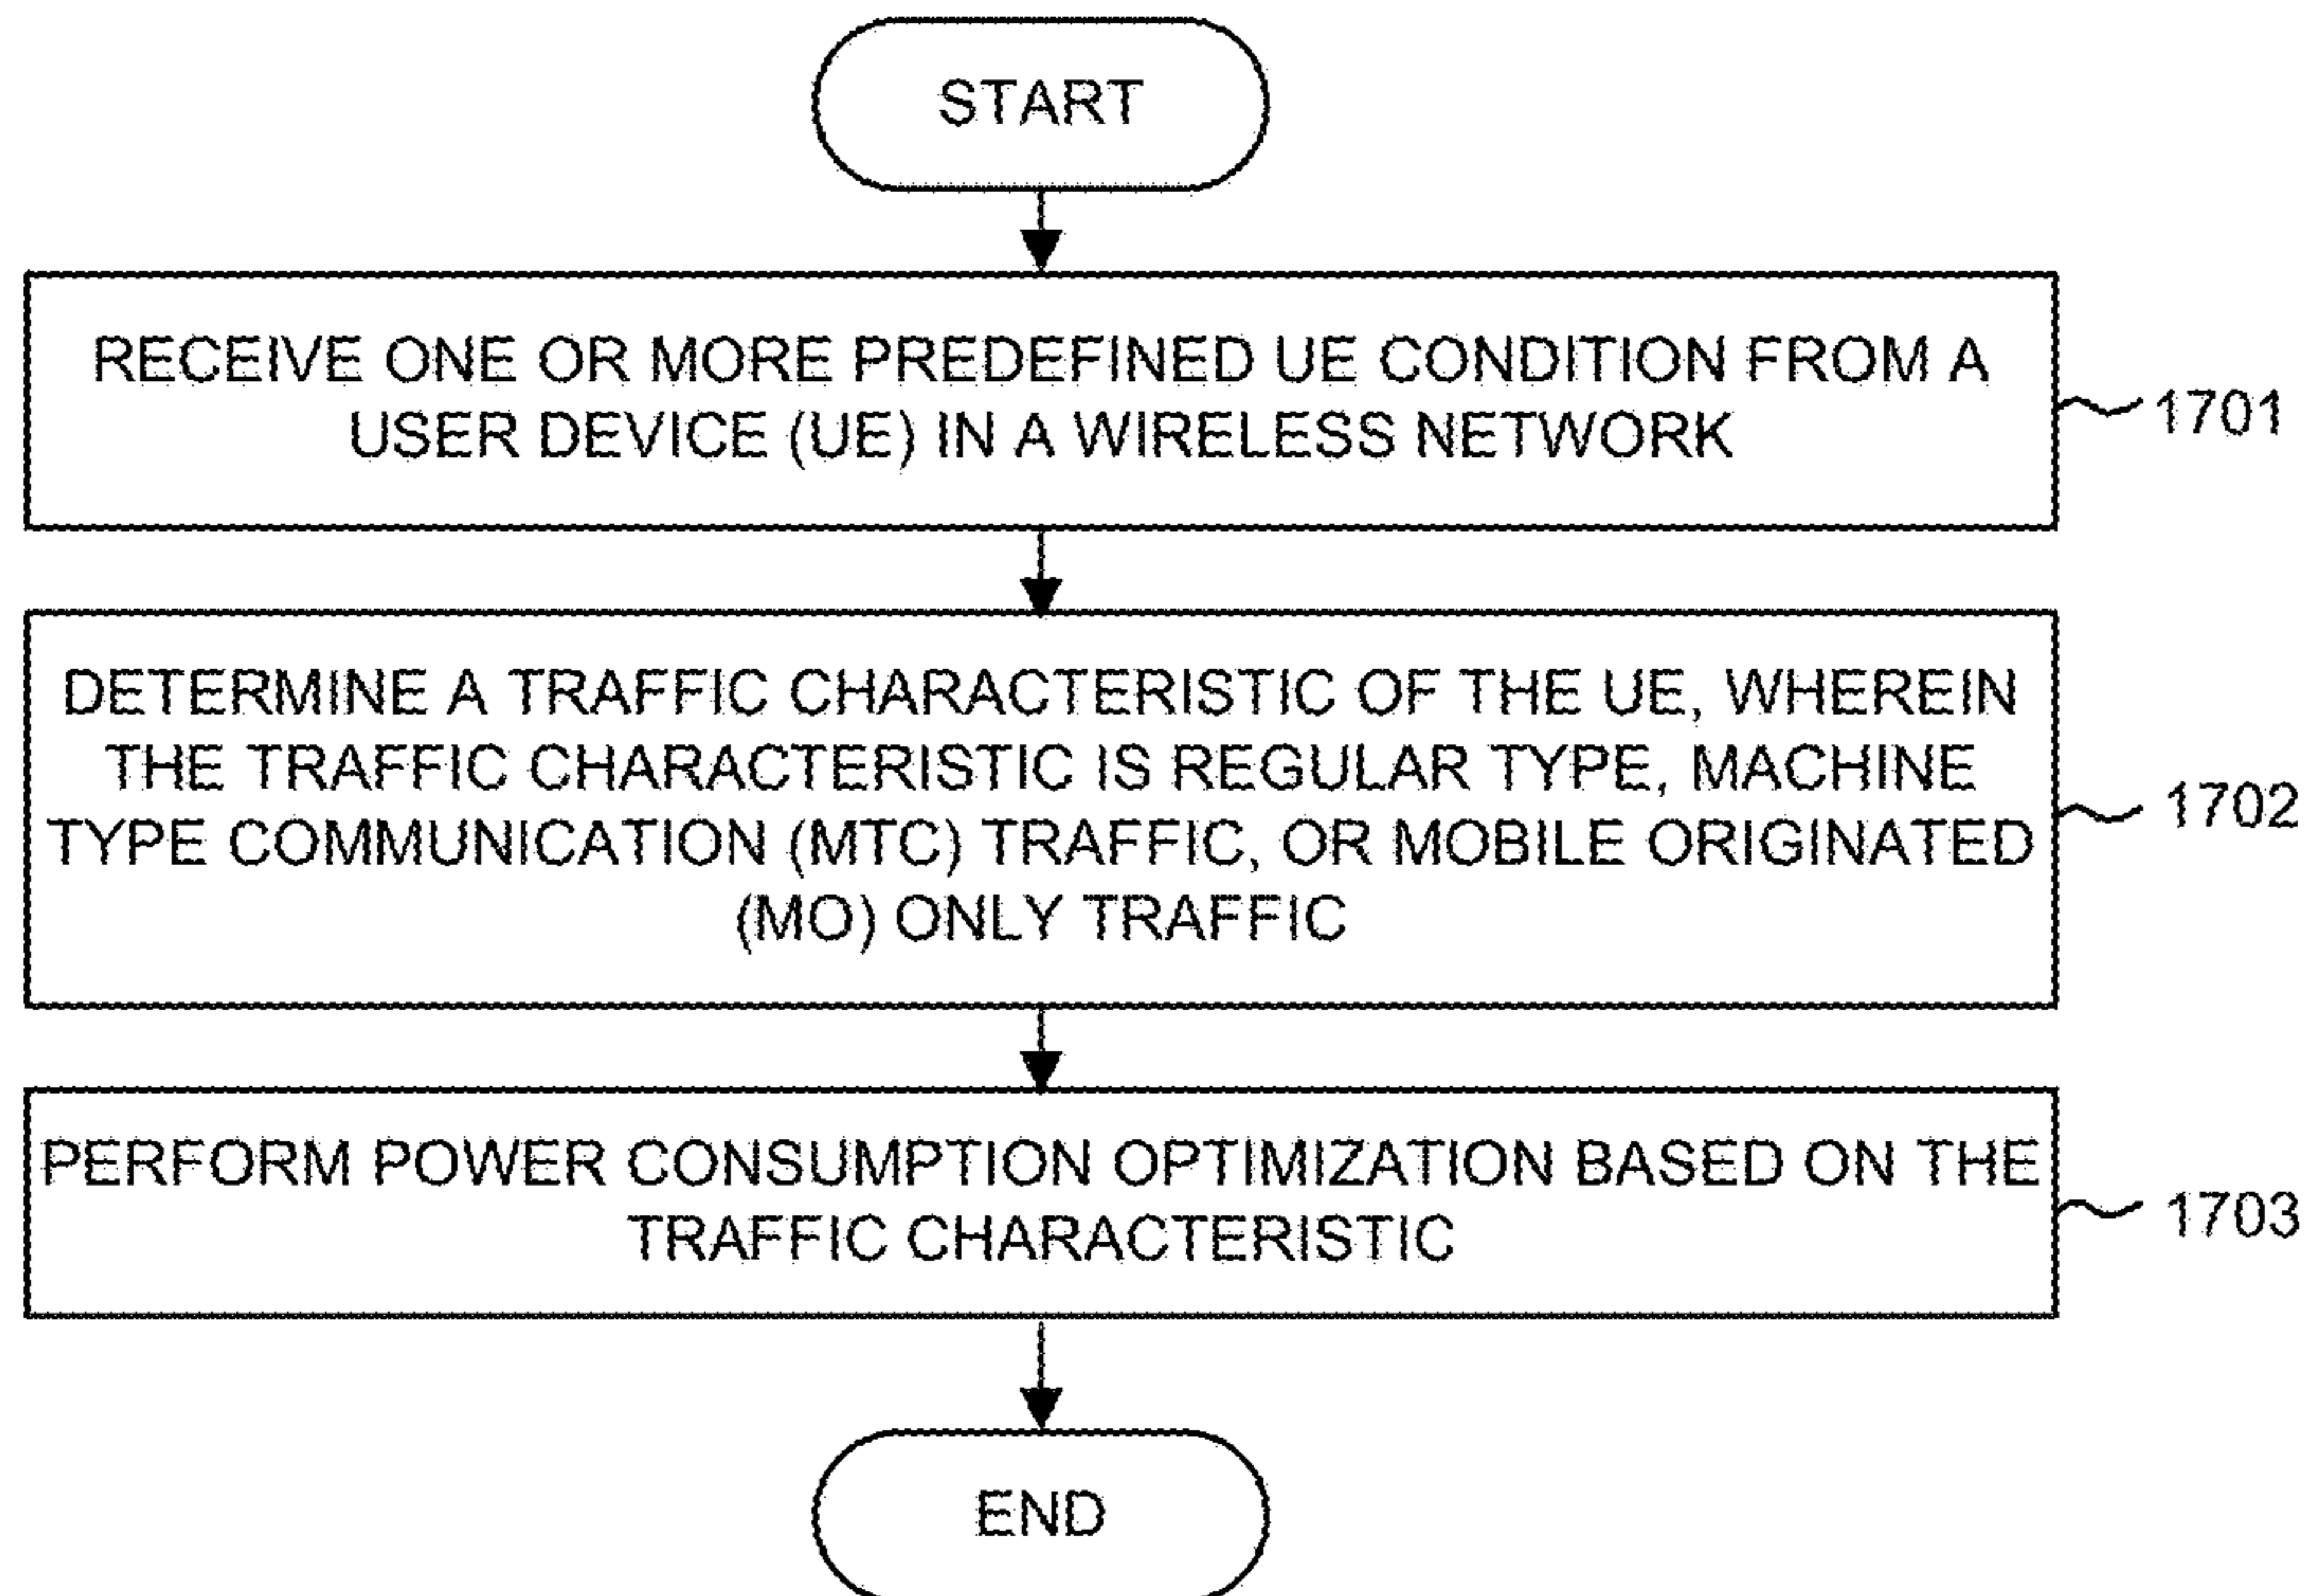 START
RECEIVE ONE OR MORE PREDEFINED UE CONDITION FROM A
USER DEVICE (UE) IN A WIRELESS NETWORK
1701
DETERMINE A TRAFFIC CHARACTERISTIC OF THE UE, WHEREIN
THE TRAFFIC CHARACTERISTIC IS REGULAR TYPE, MACHINE
TYPE COMMUNICATION (MTC) TRAFFIC, OR MOBILE ORIGINATED
(MO) ONLY TRAFFIC
1702
PERFORM POWER CONSUMPTION OPTIMIZATION BASED ON THE
TRAFFIC CHARACTERISTIC
1703
END